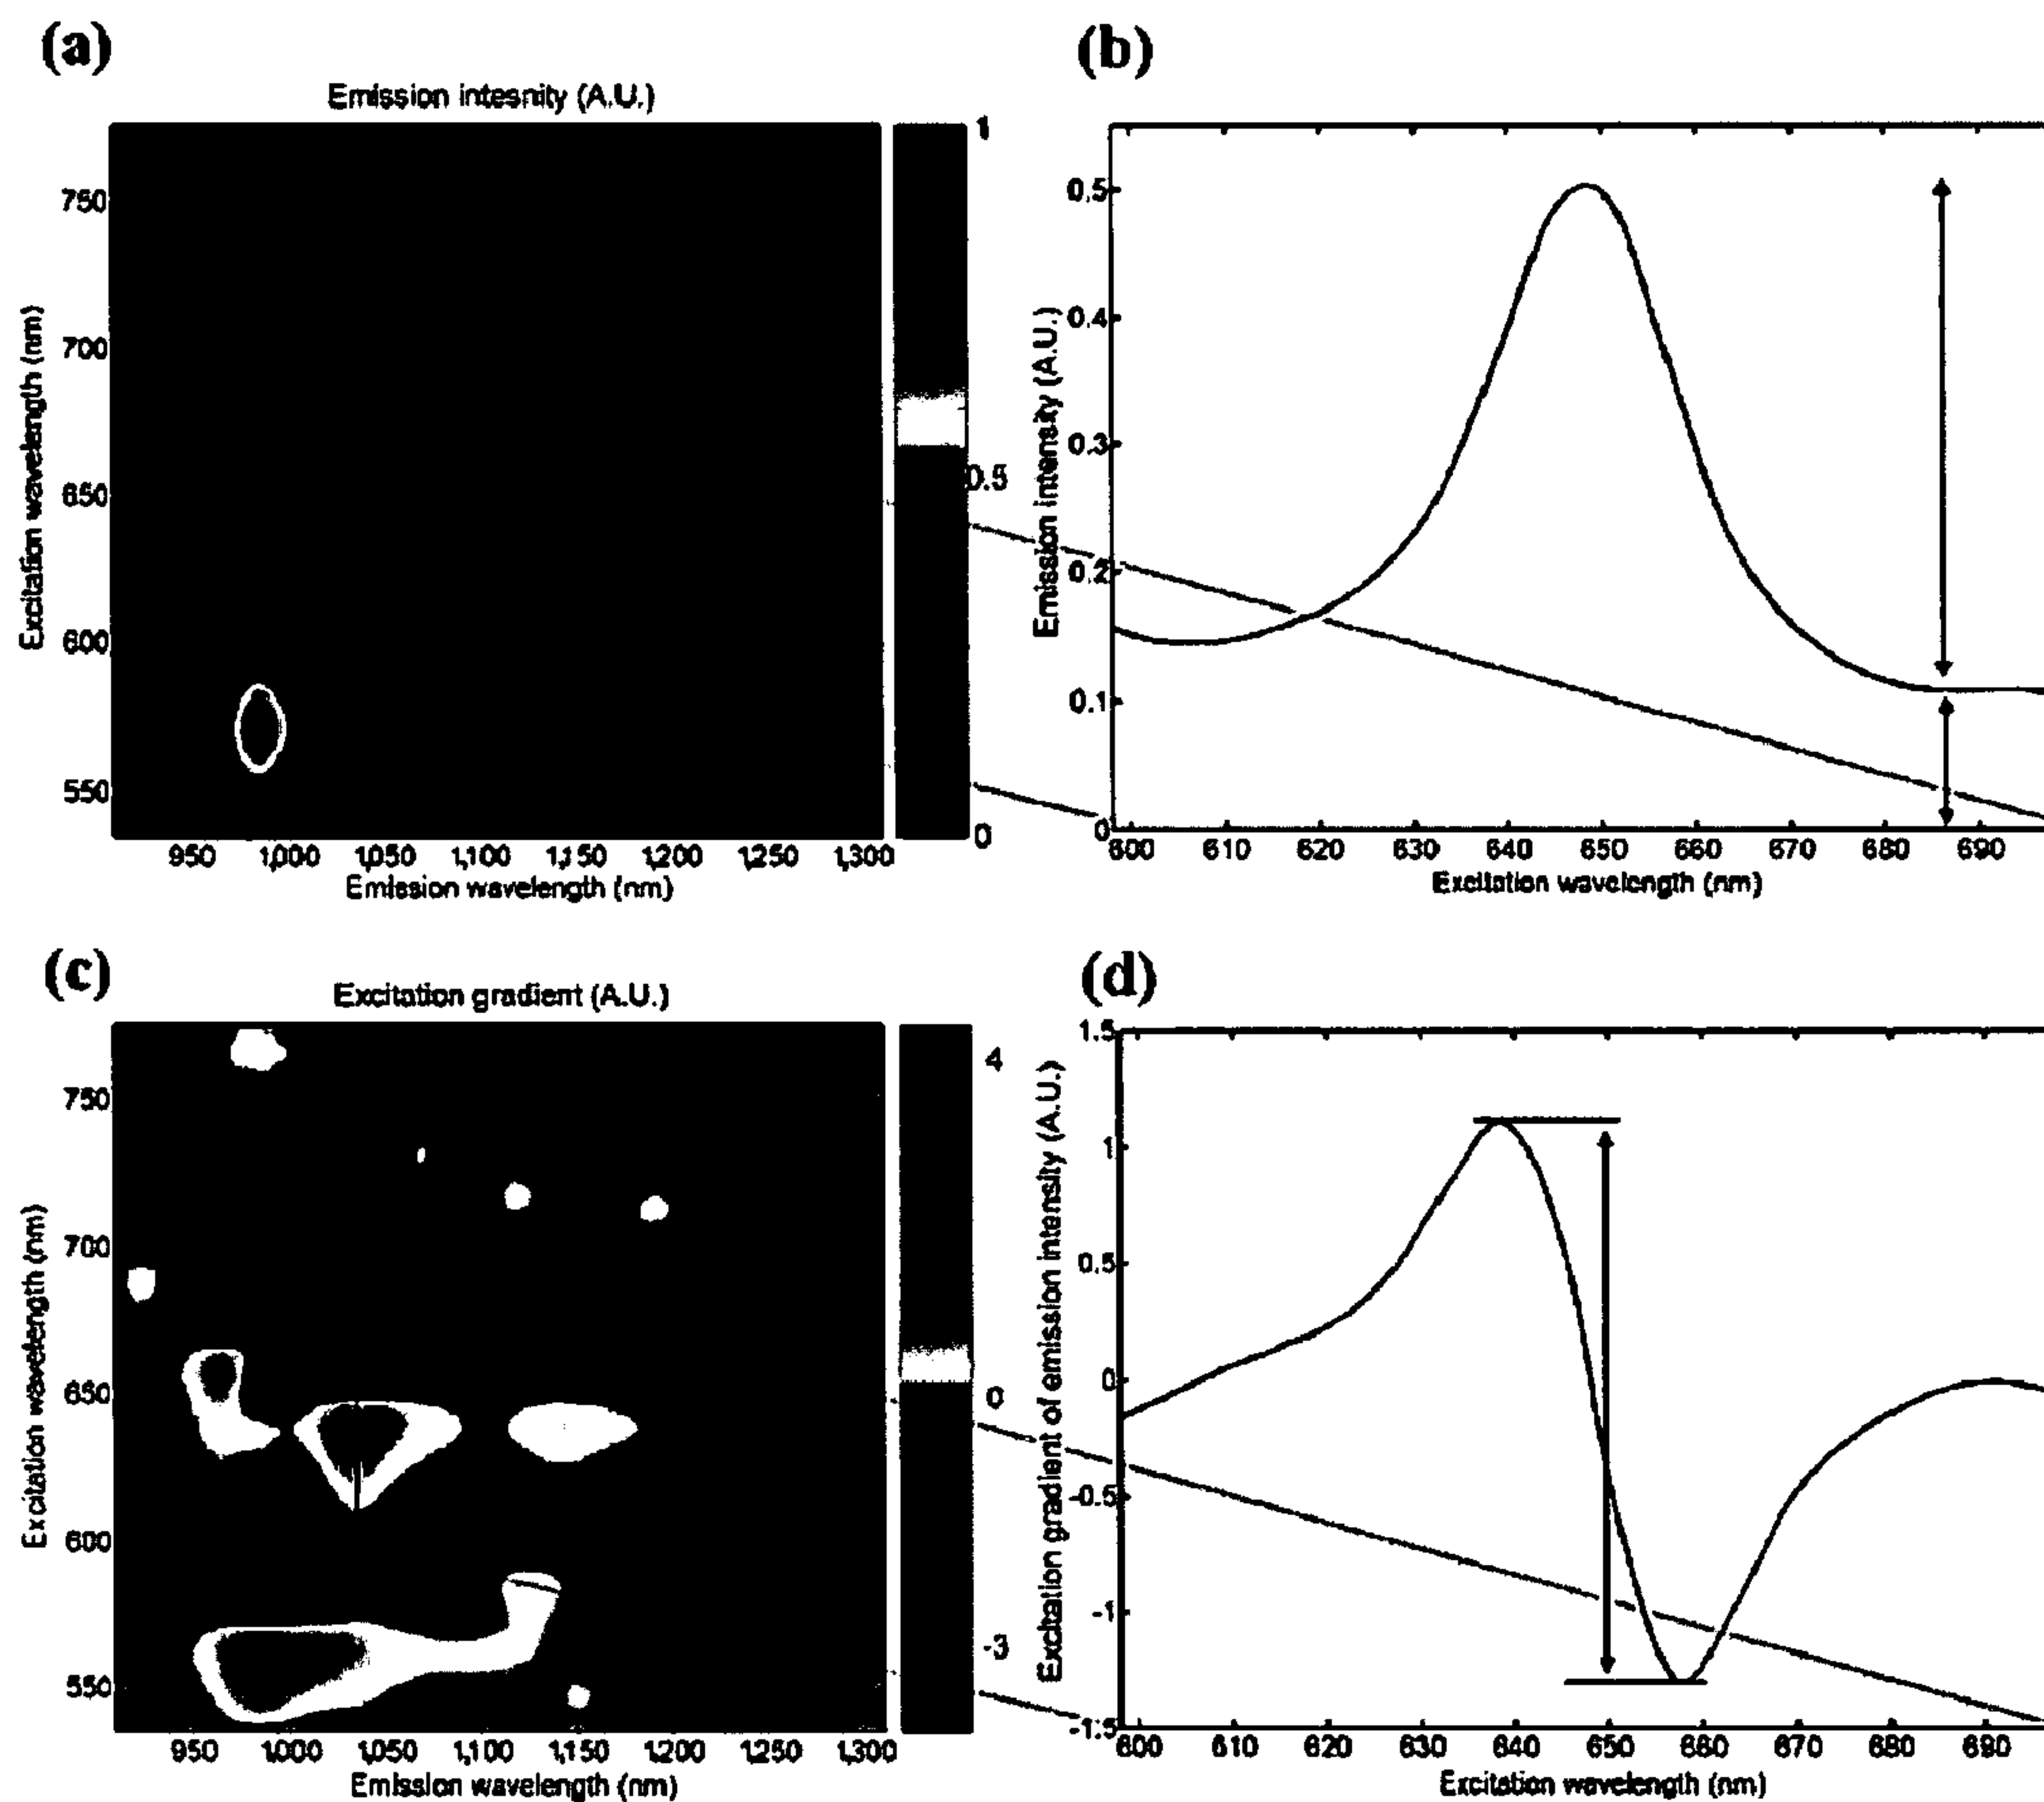 (a)
Emission intesnity (A.U.)
Excitation wavelength (nm)
750
700
650
600
550
950 1,000 1,050 1,100 1,150 1,200 1,250 1,300
Emission wavelength (nm)
1
0.5
0
(b)
Emission intensity (A.U.)
0.5
0.4
0.3
0.2
0.1
0
600 610 620 630 640 650 660 670 680 690
Excitation wavelength (nm)
(c)
Excitation gradient (A.U.)
Excitation wavelength (nm)
750
700
650
600
550
950 1,000 1,050 1,100 1,150 1,200 1,250 1,300
Emission wavelength (nm)
4
0
-3
(d)
Excitation gradient of emission intensity (A.U.)
1.5
1
0.5
0
-0.5
-1
-1.5
600 610 620 630 640 650 660 670 680 690
Excitation wavelength (nm)